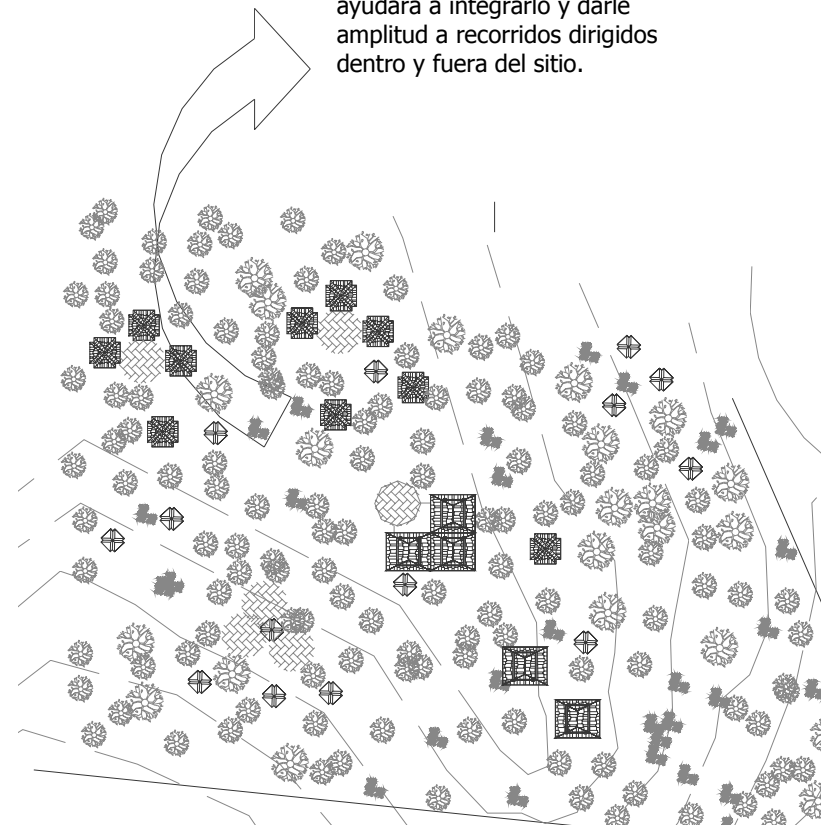 ayudará a integrarlo y darle
amplitud a recorridos dirigidos
dentro y fuera del sitio.